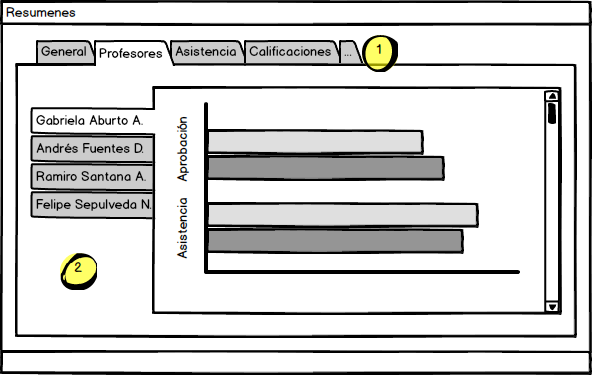 Resumenes
General Profesores Asistencia Calificaciones ...
1
Gabriela Aburto A.
Andrés Fuentes D.
Ramiro Santana A.
Felipe Sepulveda N.
Aprobación
Asistencia
2